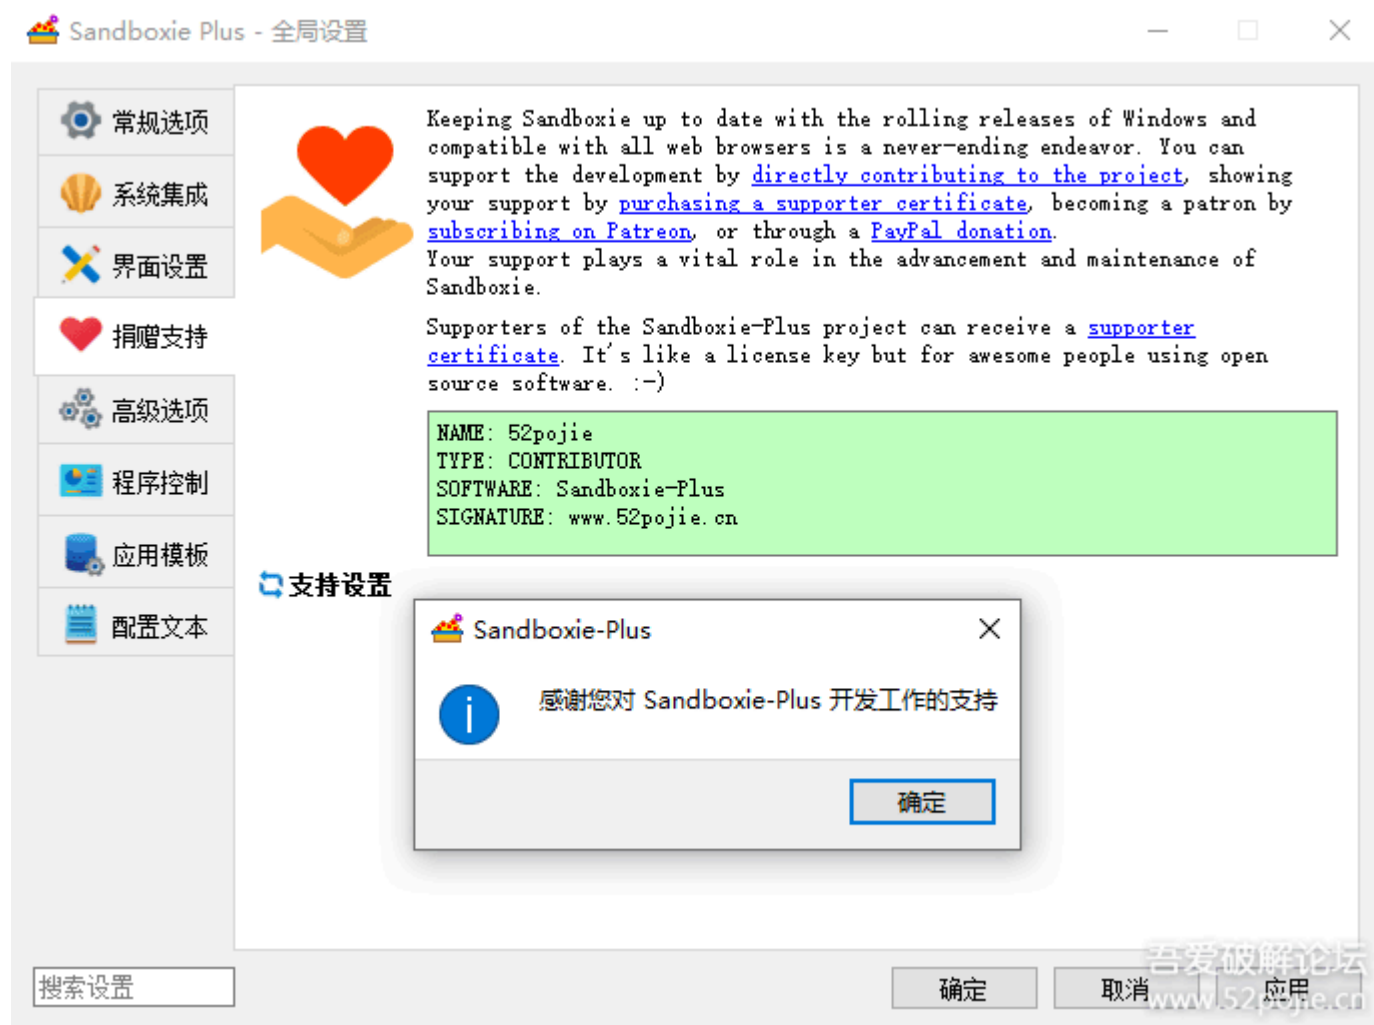 Sandboxie Plus - 全局设置
常规选项
系统集成
界面设置
捐赠支持
高级选项
程序控制
应用模板
配置文本
Keeping Sandboxie up to date with the rolling releases of Windows and
compatible with all web browsers is a never-ending endeavor. You can
support the development by directly contributing to the project, showing
your support by purchasing a supporter certificate, becoming a patron by
subscribing on Patreon, or through a PayPal donation.
Your support plays a vital role in the advancement and maintenance of
Sandboxie.
Supporters of the Sandboxie-Plus project can receive a supporter
certificate. It's like a license key but for awesome people using open
source software. :-)
NAME: 52pojie
TYPE: CONTRIBUTOR
SOFTWARE: Sandboxie-Plus
SIGNATURE: www.52pojie.cn
支持设置
Sandboxie-Plus
感谢您对 Sandboxie-Plus 开发工作的支持
确定
搜索设置
确定
取消
应用
吾爱破解论坛
www.52pojie.cn